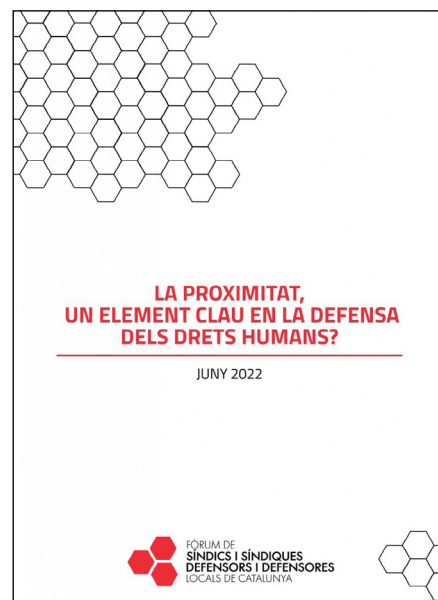 LA PROXIMITAT,
UN ELEMENT CLAU EN LA DEFENSA
DELS DRETS HUMANS?
JUNY 2022
FÒRUM DE
SÍNDICS I SÍNDIQUES
DEFENSORS I DEFENSORES
LOCALS DE CATALUNYA